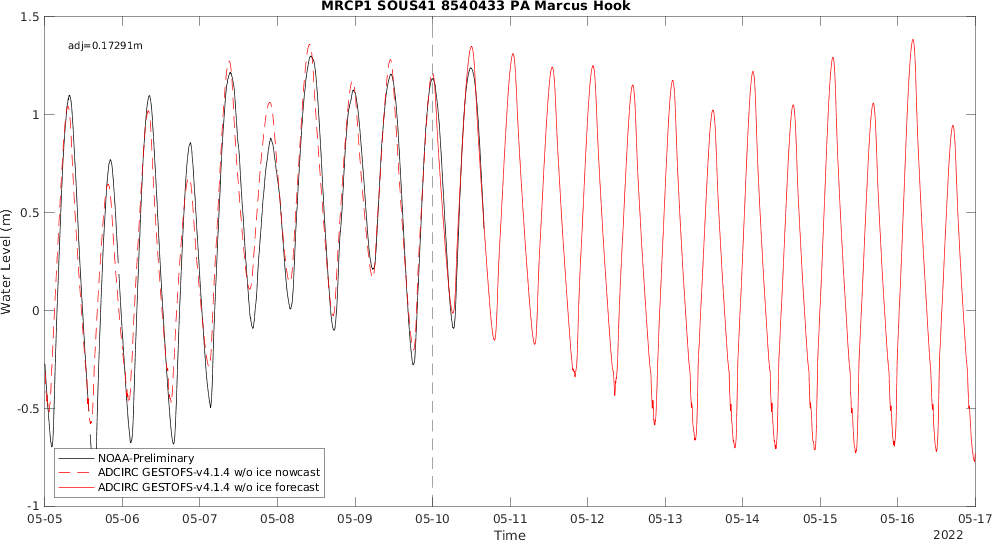 MRCP1 SOUS41 8540433 PA Marcus Hook
adj=0.17291m
Water Level (m)
1.5
1
0.5
0
-0.5
-1
NOAA-Preliminary
ADCIRC GESTOFS-v4.1.4 w/o ice nowcast
ADCIRC GESTOFS-v4.1.4 w/o ice forecast
05-05 05-06 05-07 05-08 05-09 05-10 05-11 05-12 05-13 05-14 05-15 05-16 05-17
Time
2022